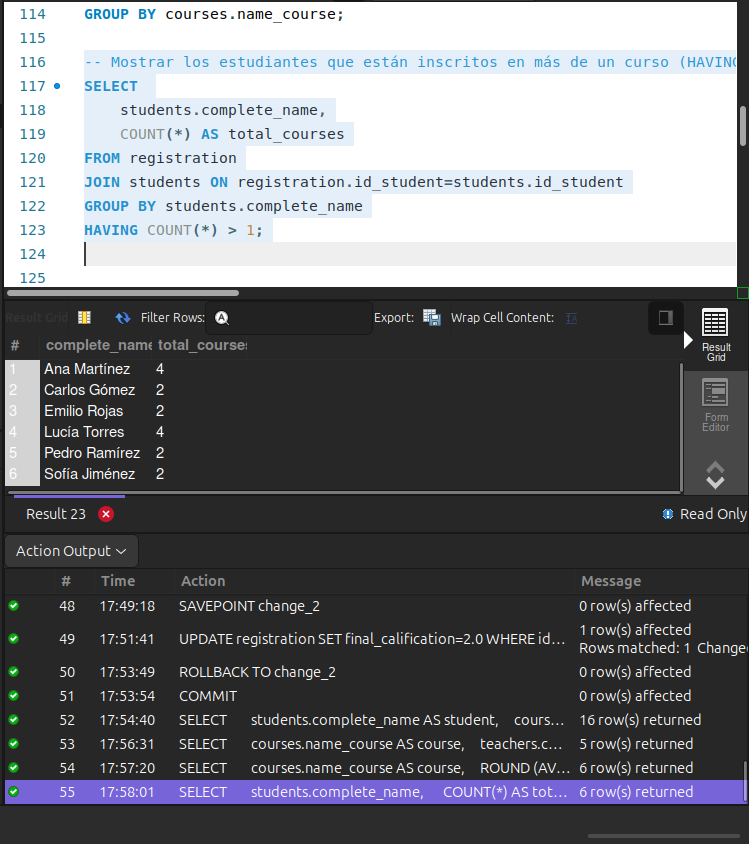 114 GROUP BY courses.name_course;
115
116 -- Mostrar los estudiantes que están inscritos en más de un curso (HAVING
117 SELECT
118 students.complete_name,
119 COUNT(*) AS total_courses
120 FROM registration
121 JOIN students ON registration.id_student=students.id_student
122 GROUP BY students.complete_name
123 HAVING COUNT(*) > 1;
124
125
Result Grid Filter Rows: Export: Wrap Cell Content:
# complete_name total_courses
1 Ana Martínez 4
2 Carlos Gómez 2
3 Emilio Rojas 2
4 Lucía Torres 4
5 Pedro Ramírez 2
6 Sofía Jiménez 2
Result
Grid
Form
Editor
Result 23 Read Only
Action Output
# Time Action Message
48 17:49:18 SAVEPOINT change_2 0 row(s) affected
49 17:51:41 UPDATE registration SET final_calification=2.0 WHERE id... 1 row(s) affected
Rows matched: 1 Changed
50 17:53:49 ROLLBACK TO change_2 0 row(s) affected
51 17:53:54 COMMIT 0 row(s) affected
52 17:54:40 SELECT students.complete_name AS student, cours... 16 row(s) returned
53 17:56:31 SELECT courses.name_course AS course, teachers.c... 5 row(s) returned
54 17:57:20 SELECT courses.name_course AS course, ROUND (AV... 6 row(s) returned
55 17:58:01 SELECT students.complete_name, COUNT(*) AS tot... 6 row(s) returned